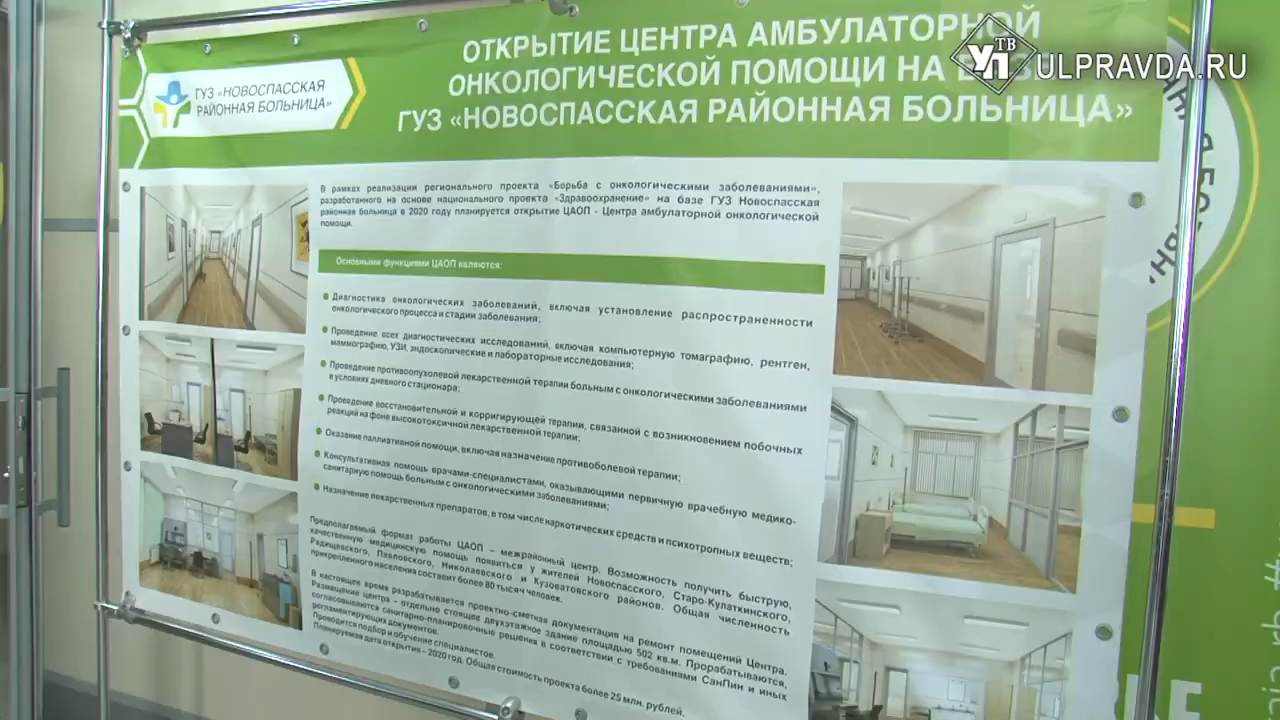 УП ТВ ULPRAVDA.RU
ГУЗ «НОВОСПАССКАЯ
РАЙОННАЯ БОЛЬНИЦА»
ОТКРЫТИЕ ЦЕНТРА АМБУЛАТОРНОЙ
ОНКОЛОГИЧЕСКОЙ ПОМОЩИ НА
ГУЗ «НОВОСПАССКАЯ РАЙОННАЯ БОЛЬНИЦА»
В рамках реализации регионального проекта «Борьба с онкологическими заболеваниями»,
разработанного на основе национального проекта «Здравоохранение» на базе ГУЗ Новоспасская
районная больница в 2020 году планируется открытие ЦАОП - Центра амбулаторной онкологической
помощи.
Основными функциями ЦАОП являются:
Диагностика онкологических заболеваний, включая установление распространенности
онкологического процесса и стадии заболевания;
Проведение всех диагностических исследований, включая компьютерную томаграфию, рентген,
маммографию, УЗИ, эндоскопические и лабораторные исследования;
Проведение противоопухолевой лекарственной терапии больным с онкологическими заболеваниями
в условиях дневного стационара;
Проведение восстановительной и корригирующей терапии, связанной с возникновением побочных
реакций на фоне высокотоксичной лекарственной терапии;
Оказание паллиативной помощи, включая назначение противоболевой терапии;
Консультативная помощь врачами-специалистами, оказывающими первичную врачебную медико-
санитарную помощь больным с онкологическими заболеваниями;
Назначение лекарственных препаратов, в том числе наркотических средств и психотропных веществ;
Предполагаемый формат работы ЦАОП – межрайонный центр. Возможность получить быструю,
качественную медицинскую помощь появиться у жителей Новоспасского, Старо-Кулаткинского,
Радищевского, Павловского, Николаевского и Кузоватовского районов. Общая численность
прикрепленного населения составит более 80 тысяч человек.
В настоящее время разрабатывается проектно-сметная документация на ремонт помещений Центра.
Размещение центра – отдельно стоящее двухэтажное здание площадью 502 кв.м. Прорабатываются,
согласовываются санитарно-планировочные решения в соответствии с требованиями СанПин и иных
регламентирующих документов.
Проводится подбор и обучение специалистов.
Планируемая дата открытия – 2020 год. Общая стоимость проекта более 25 млн. рублей.